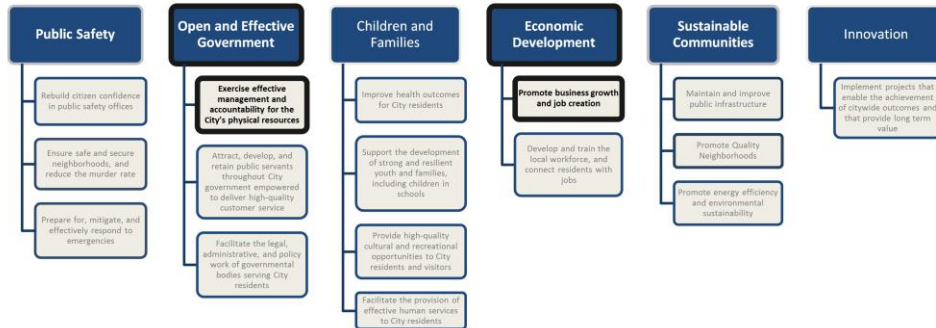 Public Safety
Rebuild citizen confidence
in public safety offices
Ensure safe and secure
neighborhoods, and
reduce the murder rate
Prepare for, mitigate, and
effectively respond to
emergencies
Open and Effective
Government
Exercise effective
management and
accountability for the
City's physical resources
Attract, develop, and
retain public servants
throughout City
government empowered
to deliver high-quality
customer service
Facilitate the legal,
administrative, and policy
work of governmental
bodies serving City
residents
Children and
Families
Improve health outcomes
for City residents
Support the development
of strong and resilient
youth and families,
including children in
schools
Provide high-quality
cultural and recreational
opportunities to City
residents and visitors
Facilitate the provision of
effective human services
to City residents
Economic
Development
Promote business growth
and job creation
Develop and train the
local workforce, and
connect residents with
jobs
Sustainable
Communities
Maintain and improve
public infrastructure
Promote Quality
Neighborhoods
Promote energy efficiency
and environmental
sustainability
Innovation
Implement projects that
enable the achievement
of citywide outcomes and
that provide long term
value